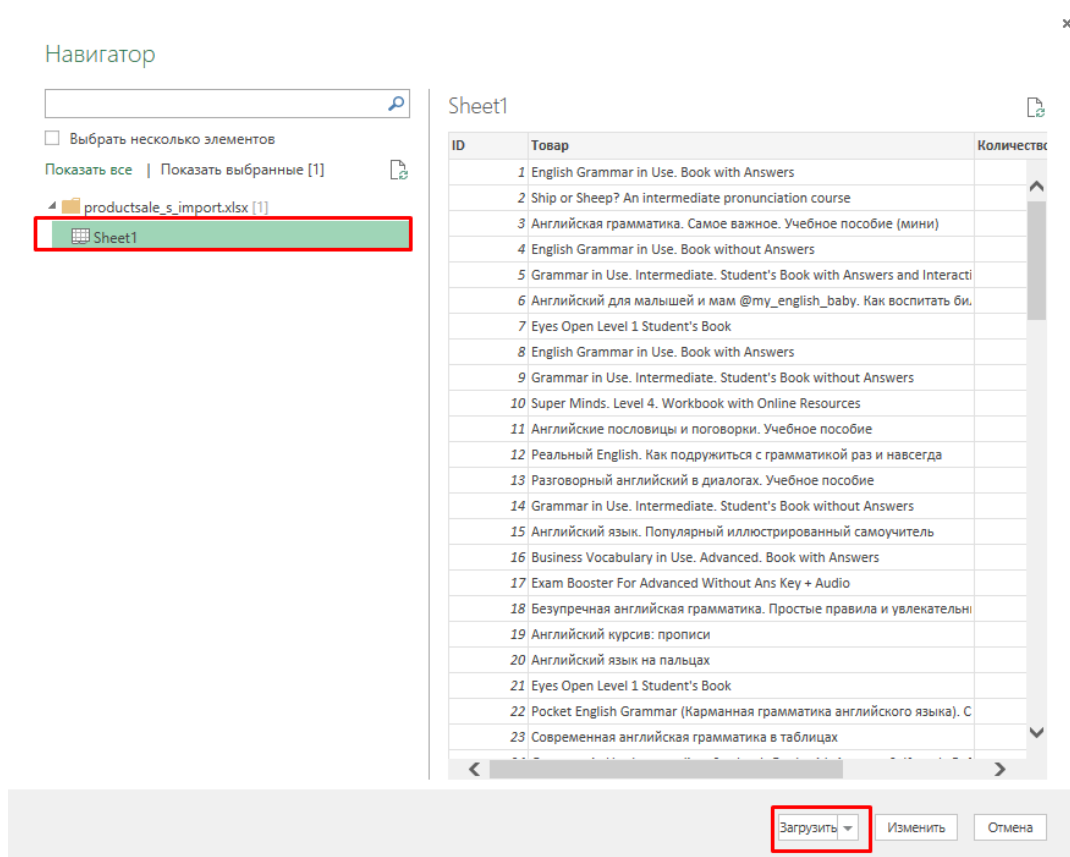 Навигатор
Выбрать несколько элементов
Показать все | Показать выбранные [1]
productsale_s_import.xlsx [1]
Sheet1
Sheet1
ID Товар Количество
1 English Grammar in Use. Book with Answers
2 Ship or Sheep? An intermediate pronunciation course
3 Английская грамматика. Самое важное. Учебное пособие (мини)
4 English Grammar in Use. Book without Answers
5 Grammar in Use. Intermediate. Student's Book with Answers and Interacti
6 Английский для малышей и мам @my_english_baby. Как воспитать би
7 Eyes Open Level 1 Student's Book
8 English Grammar in Use. Book with Answers
9 Grammar in Use. Intermediate. Student's Book without Answers
10 Super Minds. Level 4. Workbook with Online Resources
11 Английские пословицы и поговорки. Учебное пособие
12 Реальный English. Как подружиться с грамматикой раз и навсегда
13 Разговорный английский в диалогах. Учебное пособие
14 Grammar in Use. Intermediate. Student's Book without Answers
15 Английский язык. Популярный иллюстрированный самоучитель
16 Business Vocabulary in Use. Advanced. Book with Answers
17 Exam Booster For Advanced Without Ans Key + Audio
18 Безупречная английская грамматика. Простые правила и увлекательн
19 Английский курсив: прописи
20 Английский язык на пальцах
21 Eyes Open Level 1 Student's Book
22 Pocket English Grammar (Карманная грамматика английского языка). С
23 Современная английская грамматика в таблицах
Загрузить Изменить Отмена